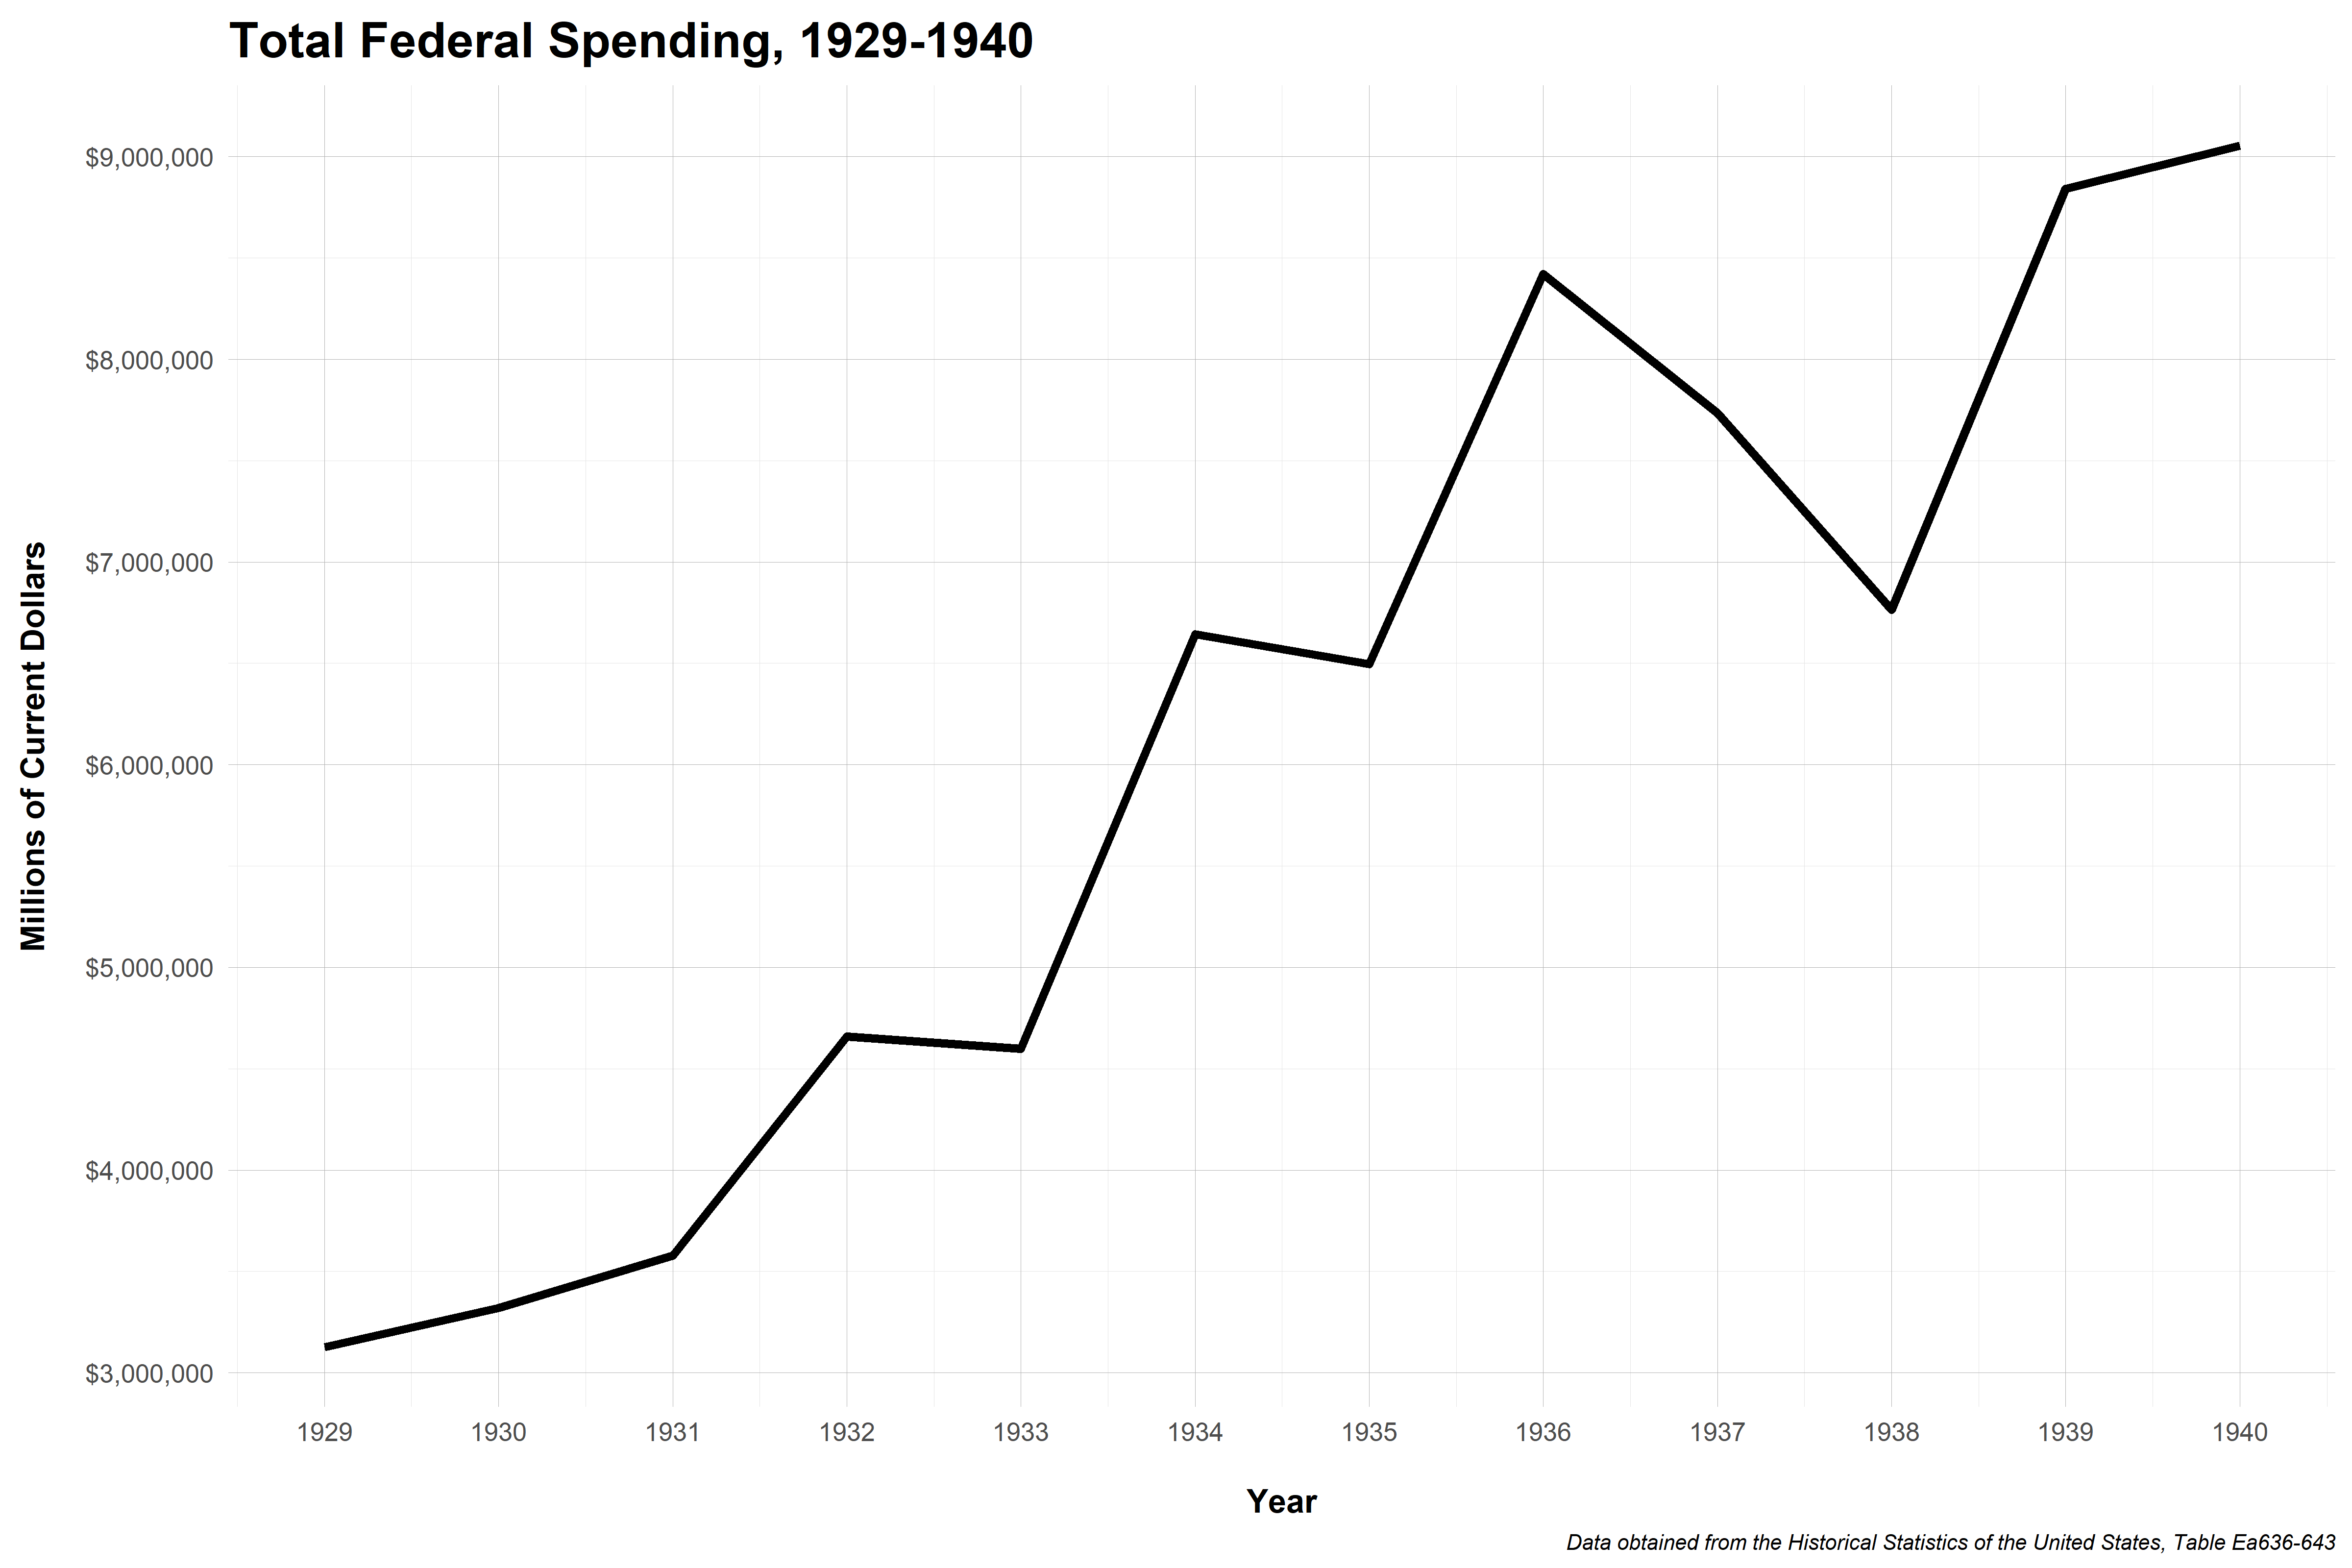 Total Federal Spending, 1929-1940
Millions of Current Dollars
$9,000,000
$8,000,000
$7,000,000
$6,000,000
$5,000,000
$4,000,000
$3,000,000
1929 1930 1931 1932 1933 1934 1935 1936 1937 1938 1939 1940
Year
Data obtained from the Historical Statistics of the United States, Table Ea636-643